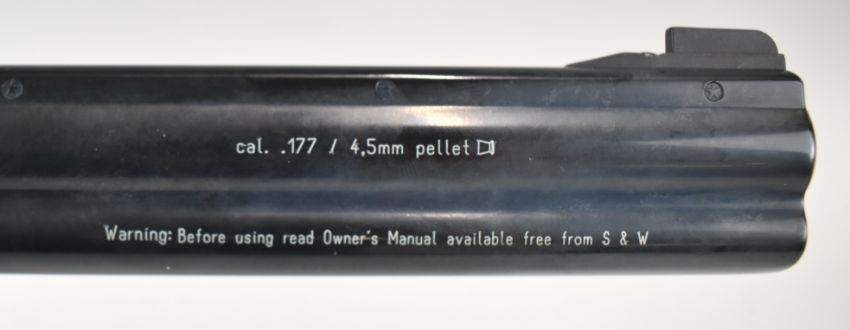 cal. .177 / 4,5mm pellet
Warning: Before using read Owner's Manual available free from S & W